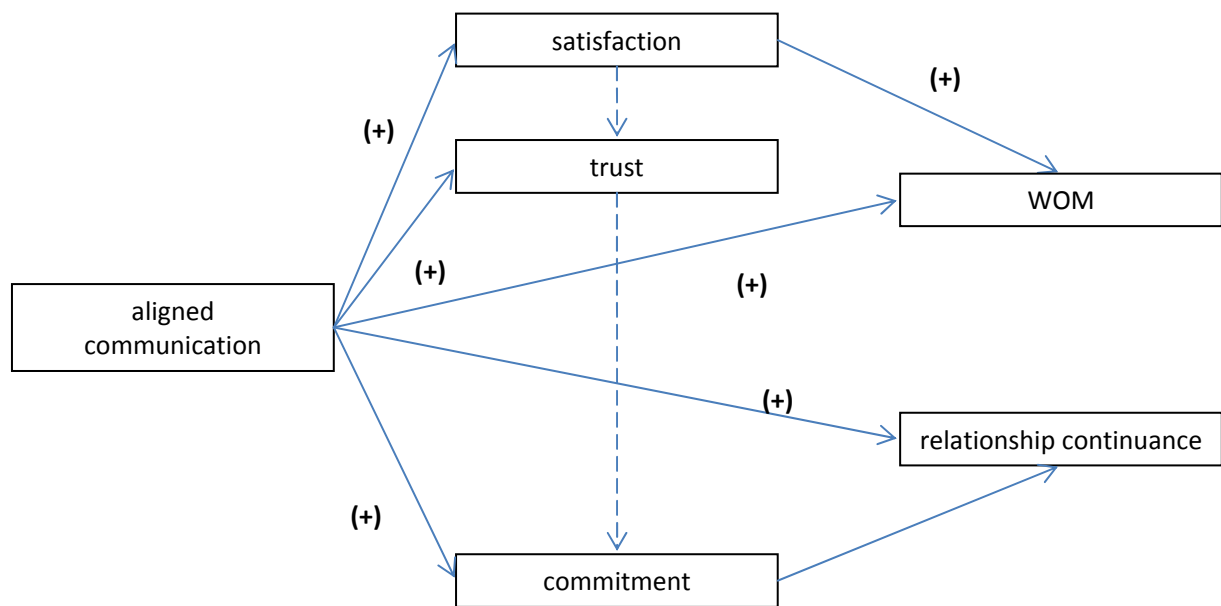 satisfaction
(+)
(+)
trust
WOM
(+)
(+)
aligned
communication
(+)
relationship continuance
(+)
commitment